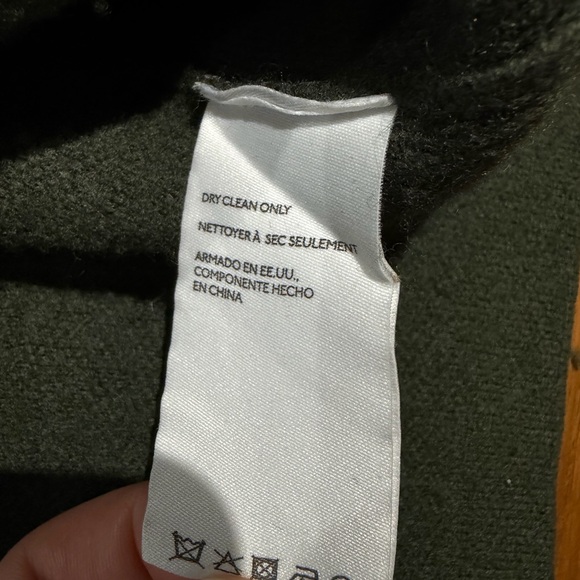 DRY CLEAN ONLY
NETTOYER À SEC SEULEMENT
ARMADO EN EE.UU.,
COMPONENTE HECHO
EN CHINA